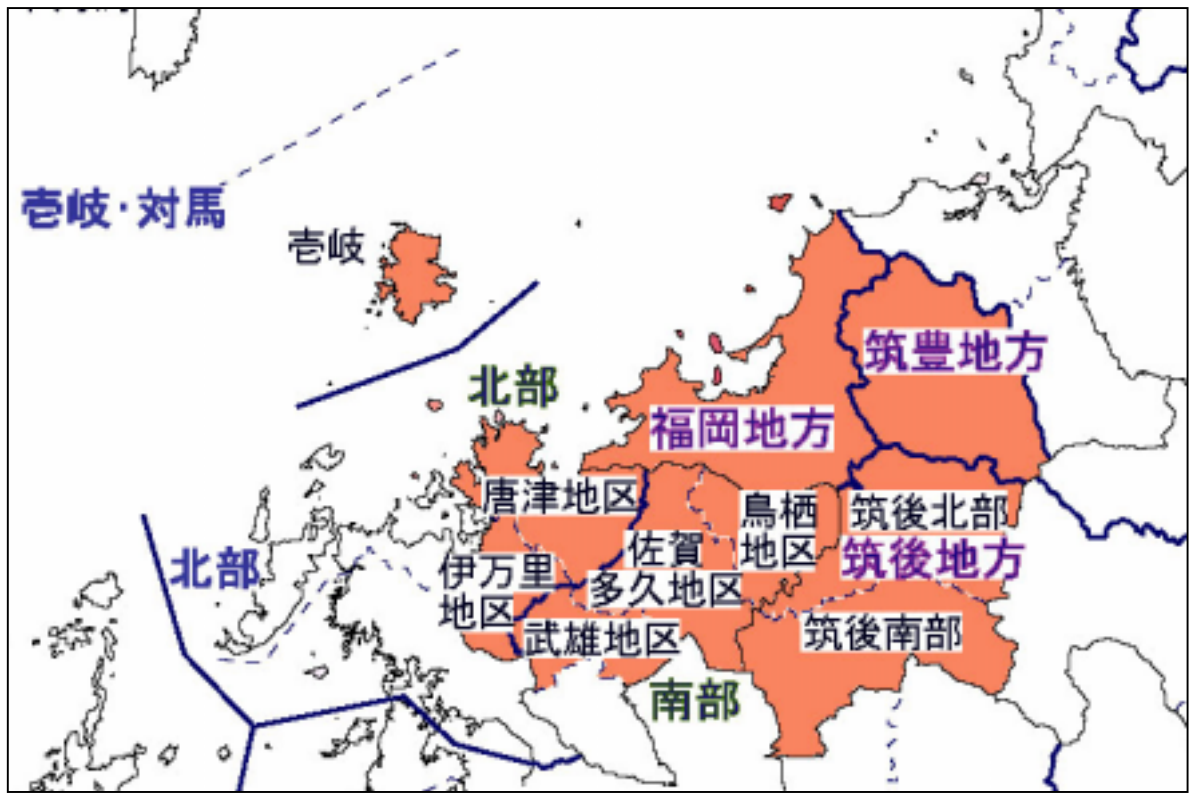 壱岐・対馬
壱岐
筑豊地方
北部
福岡地方
唐津地区
鳥栖
地区
筑後北部
佐賀
多久地区
筑後地方
北部
伊万里
地区
武雄地区
筑後南部
南部